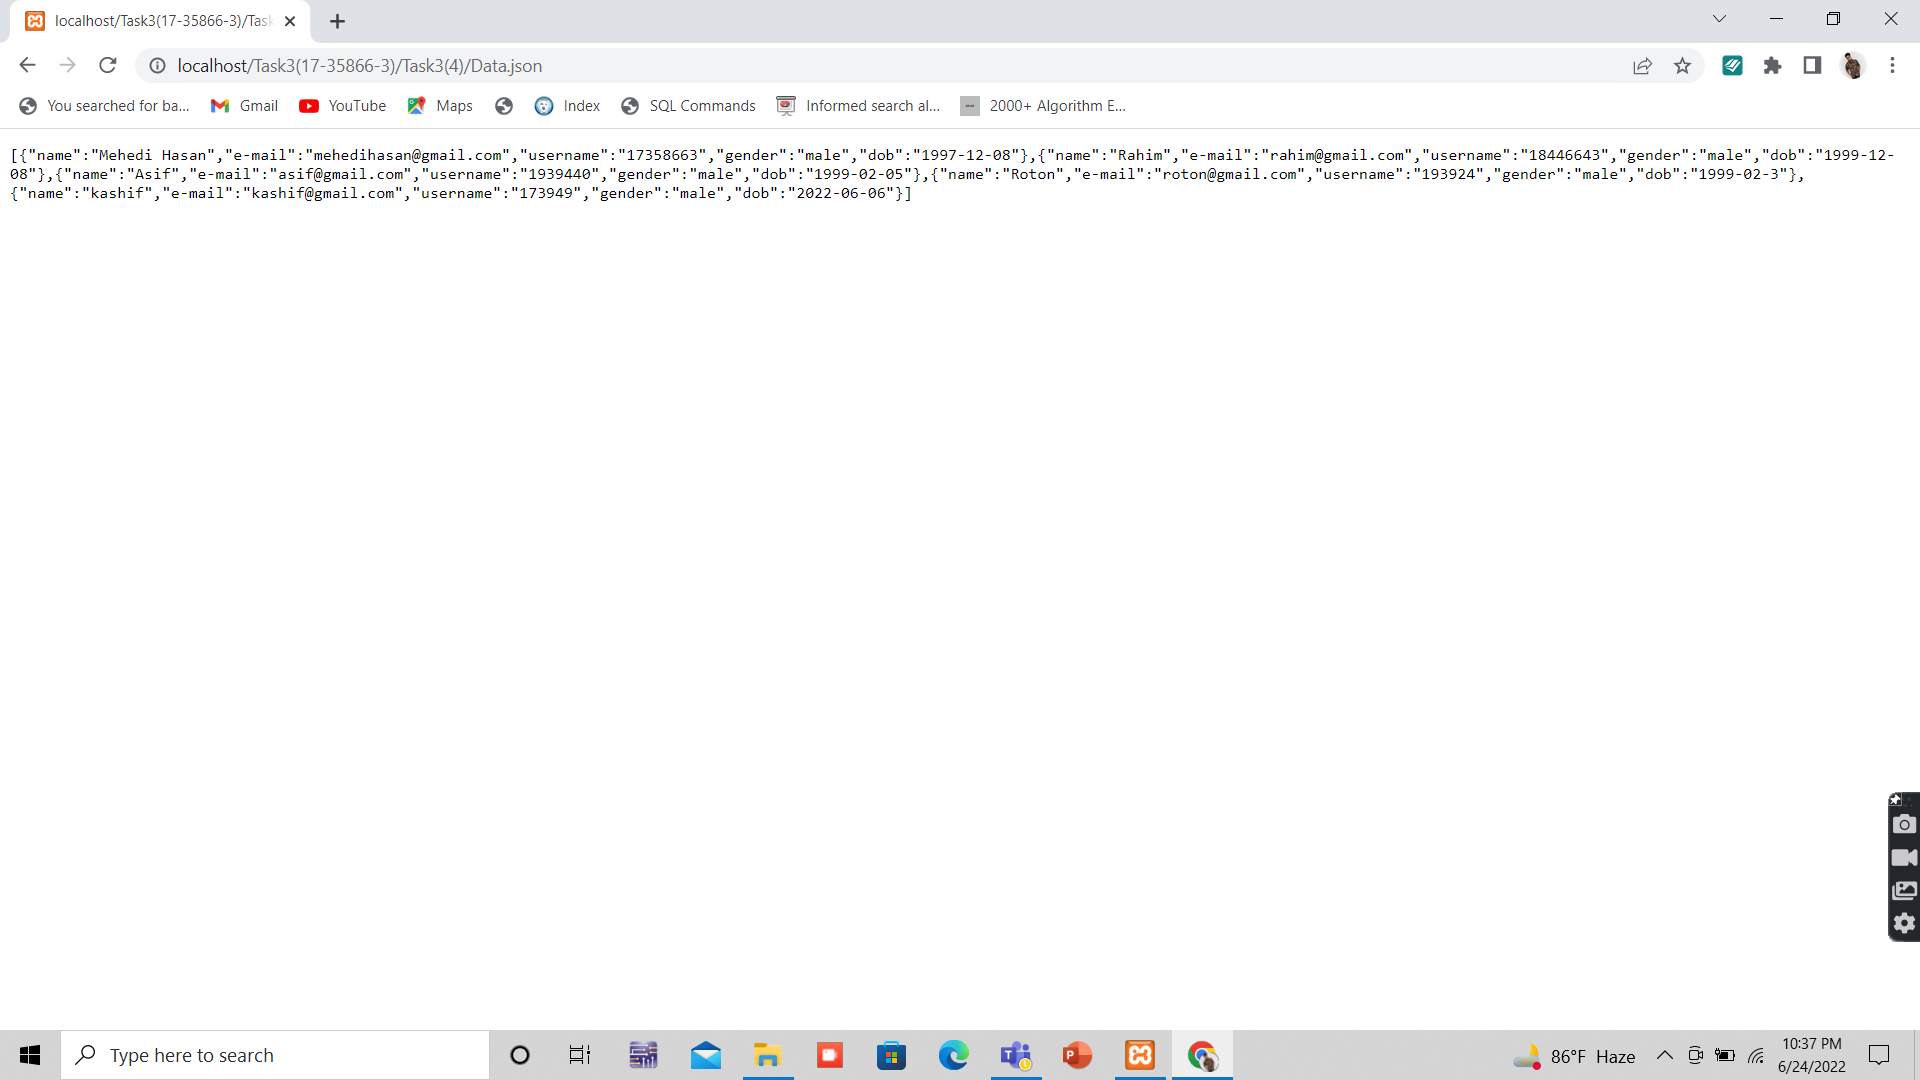 localhost/Task3(17-35866-3)/Task
localhost/Task3(17-35866-3)/Task3(4)/Data.json
You searched for ba... Gmail YouTube Maps Index SQL Commands Informed search al... 2000+ Algorithm E...
[{"name":"Mehedi Hasan","e-mail":"mehedihasan@gmail.com","username":"17358663","gender":"male","dob":"1997-12-08"},{"name":"Rahim","e-mail":"rahim@gmail.com","username":"18446643","gender":"male","dob":"1999-12-
08"},{"name":"Asif","e-mail":"asif@gmail.com","username":"1939440","gender":"male","dob":"1999-02-05"},{"name":"Roton","e-mail":"roton@gmail.com","username":"193924","gender":"male","dob":"1999-02-3"},
{"name":"kashif","e-mail":"kashif@gmail.com","username":"173949","gender":"male","dob":"2022-06-06"}]
Type here to search
86°F Haze
10:37 PM
6/24/2022